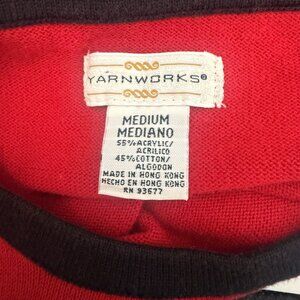 YARNWORKS®
MEDIUM
MEDIANO
55% ACRYLIC/
ACRILICO
45% COTTON/
ALGODON
MADE IN HONG KONG
HECHO EN HONG KONG
RN 93677